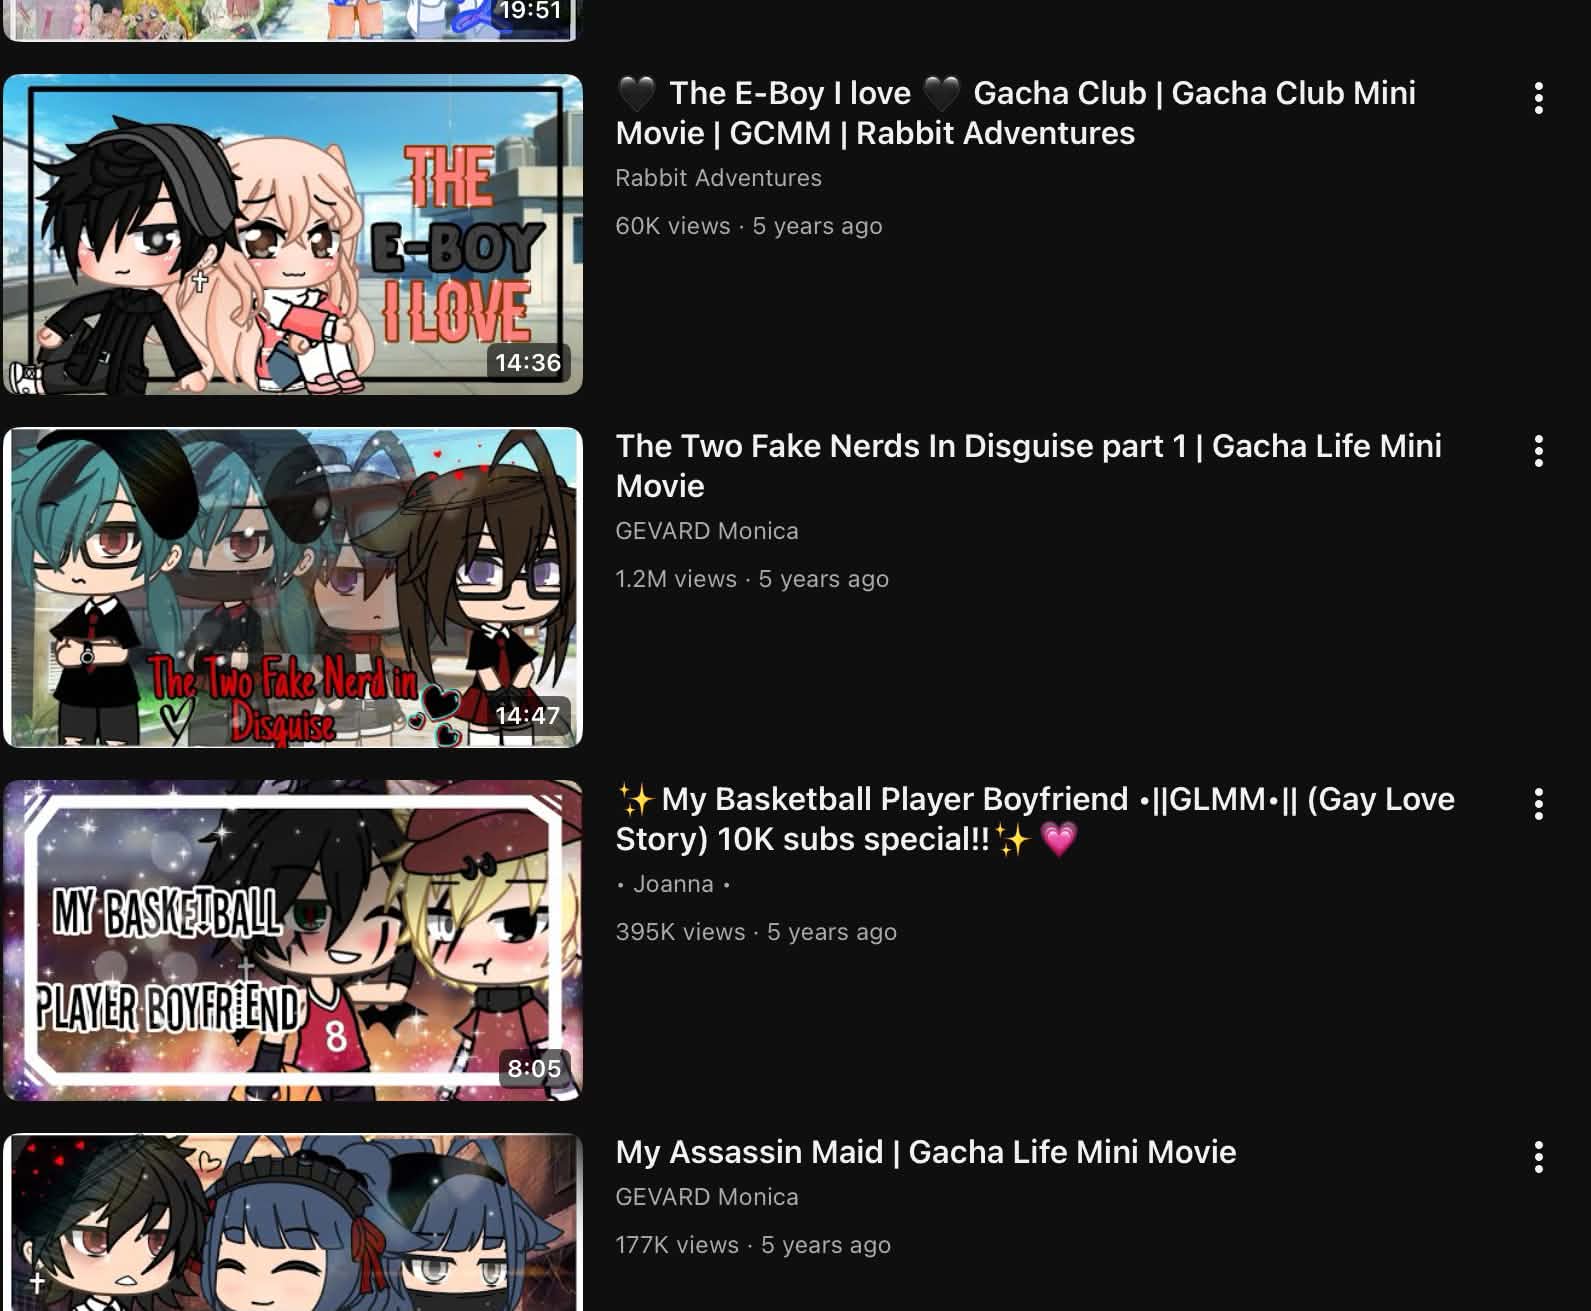 19:51
🖤 The E-Boy I love 🖤 Gacha Club | Gacha Club Mini
Movie | GCMM | Rabbit Adventures
Rabbit Adventures
60K views · 5 years ago
THE
E-BOY
I LOVE
14:36
The Two Fake Nerds In Disguise part 1 | Gacha Life Mini
Movie
GEVARD Monica
1.2M views · 5 years ago
The Two Fake Nerd in
Disguise
14:47
✨ My Basketball Player Boyfriend •||GLMM•|| (Gay Love
Story) 10K subs special!!✨💗
• Joanna •
395K views · 5 years ago
MY BASKETBALL
PLAYER BOYFRIEND
8
8:05
My Assassin Maid | Gacha Life Mini Movie
GEVARD Monica
177K views · 5 years ago